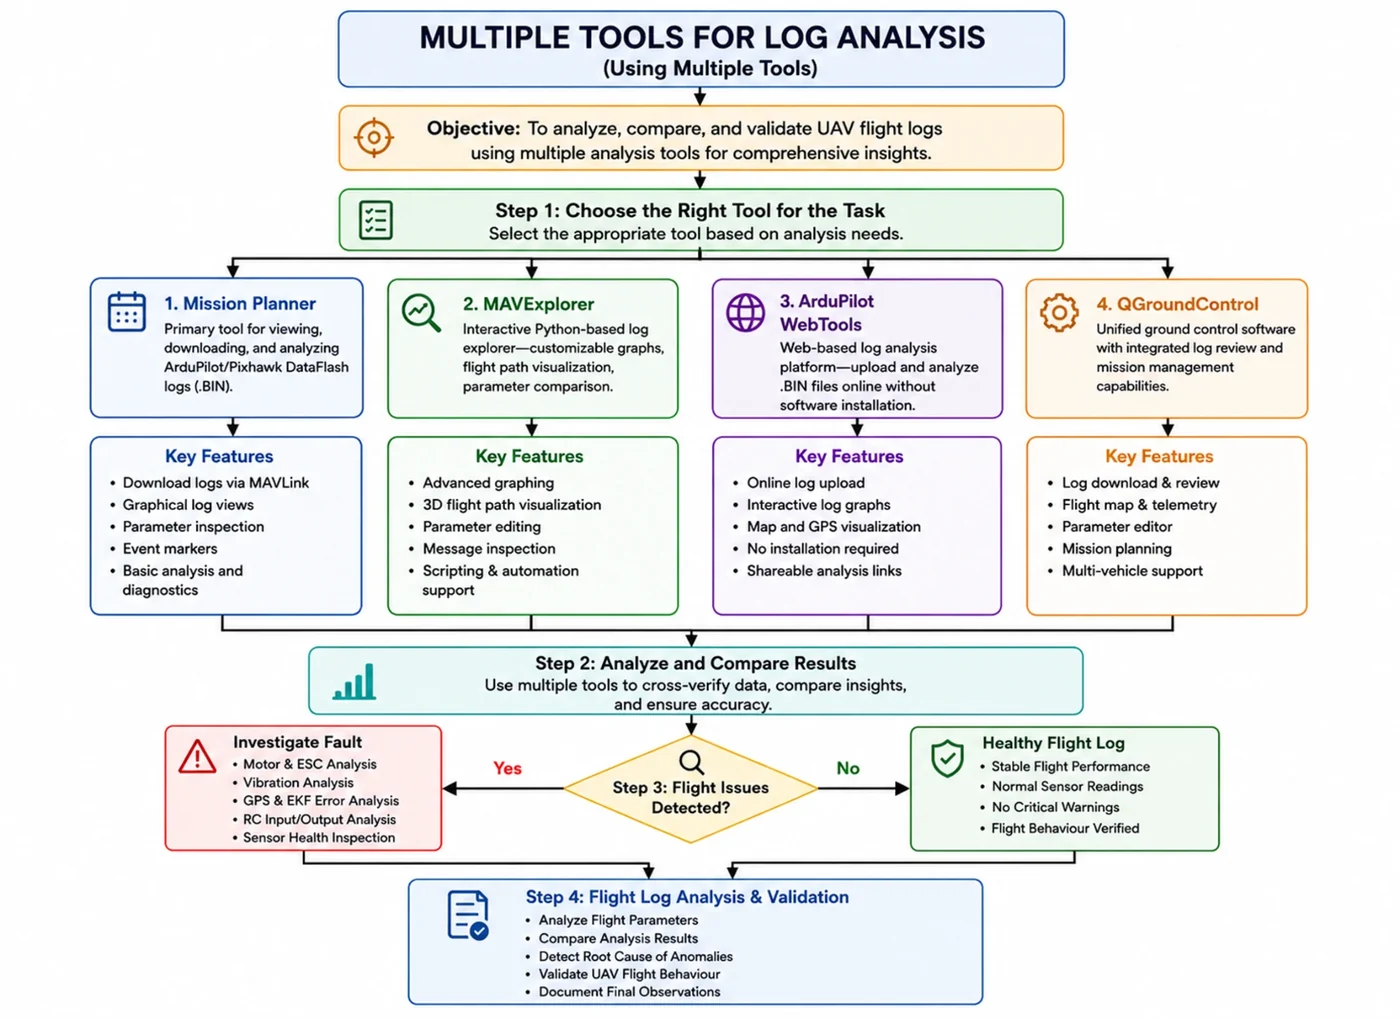 MULTIPLE TOOLS FOR LOG ANALYSIS
(Using Multiple Tools)
Objective: To analyze, compare, and validate UAV flight logs
using multiple analysis tools for comprehensive insights.
Step 1: Choose the Right Tool for the Task
Select the appropriate tool based on analysis needs.
1. Mission Planner
Primary tool for viewing,
downloading, and analyzing
ArduPilot/Pixhawk DataFlash
logs (.BIN).
2. MAVExplorer
Interactive Python-based log
explorer—customizable graphs,
flight path visualization,
parameter comparison.
3. ArduPilot
WebTools
Web-based log analysis
platform—upload and analyze
.BIN files online without
software installation.
4. QGroundControl
Unified ground control software
with integrated log review and
mission management
capabilities.
Key Features
• Download logs via MAVLink
• Graphical log views
• Parameter inspection
• Event markers
• Basic analysis and
diagnostics
Key Features
• Advanced graphing
• 3D flight path visualization
• Parameter editing
• Message inspection
• Scripting & automation
support
Key Features
• Online log upload
• Interactive log graphs
• Map and GPS visualization
• No installation required
• Shareable analysis links
Key Features
• Log download & review
• Flight map & telemetry
• Parameter editor
• Mission planning
• Multi-vehicle support
Step 2: Analyze and Compare Results
Use multiple tools to cross-verify data, compare insights,
and ensure accuracy.
Investigate Fault
• Motor & ESC Analysis
• Vibration Analysis
• GPS & EKF Error Analysis
• RC Input/Output Analysis
• Sensor Health Inspection
Yes
Step 3: Flight Issues
Detected?
No
Healthy Flight Log
• Stable Flight Performance
• Normal Sensor Readings
• No Critical Warnings
• Flight Behaviour Verified
Step 4: Flight Log Analysis & Validation
• Analyze Flight Parameters
• Compare Analysis Results
• Detect Root Cause of Anomalies
• Validate UAV Flight Behaviour
• Document Final Observations